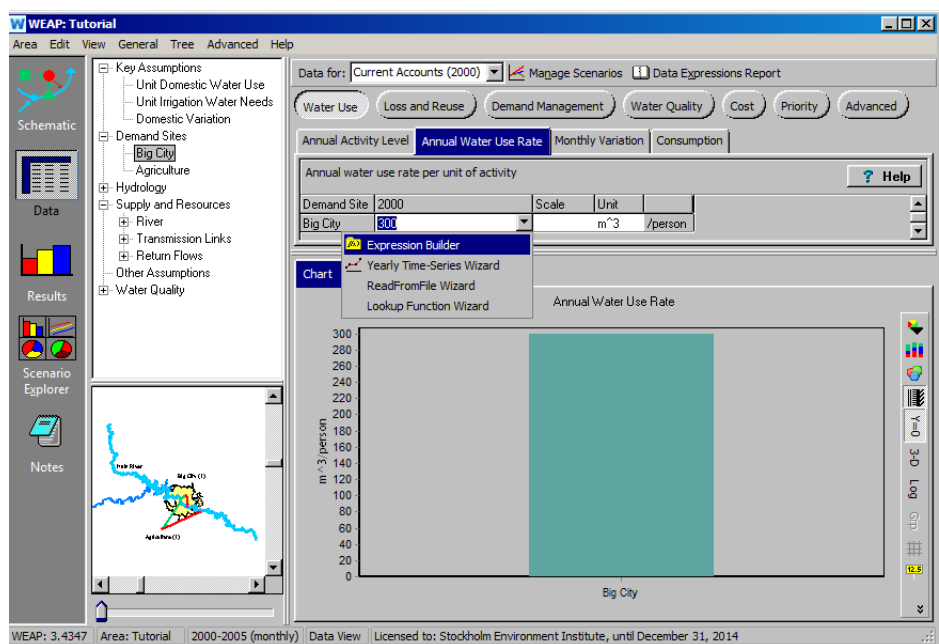 WEAP: Tutorial
Area Edit View General Tree Advanced Help
Schematic
Data
Results
Scenario
Explorer
Notes
Key Assumptions
Unit Domestic Water Use
Unit Irrigation Water Needs
Domestic Variation
Demand Sites
Big City
Agriculture
Hydrology
Supply and Resources
River
Transmission Links
Return Flows
Other Assumptions
Water Quality
Big City (1)
Agriculture (1)
Data for: Current Accounts (2000) Manage Scenarios Data Expressions Report
Water Use Loss and Reuse Demand Management Water Quality Cost Priority Advanced
Annual Activity Level Annual Water Use Rate Monthly Variation Consumption
Annual water use rate per unit of activity
? Help
Demand Site 2000 Scale Unit
Big City 300 m^3 /person
Expression Builder
Yearly Time-Series Wizard
ReadFromFile Wizard
Lookup Function Wizard
Chart
Annual Water Use Rate
m^3/person
300
280
260
240
220
200
180
160
140
120
100
80
60
40
20
0
Big City
Y=0
3-D
Log
Grp
12.5
WEAP: 3.4347 Area: Tutorial 2000-2005 (monthly) Data View Licensed to: Stockholm Environment Institute, until December 31, 2014